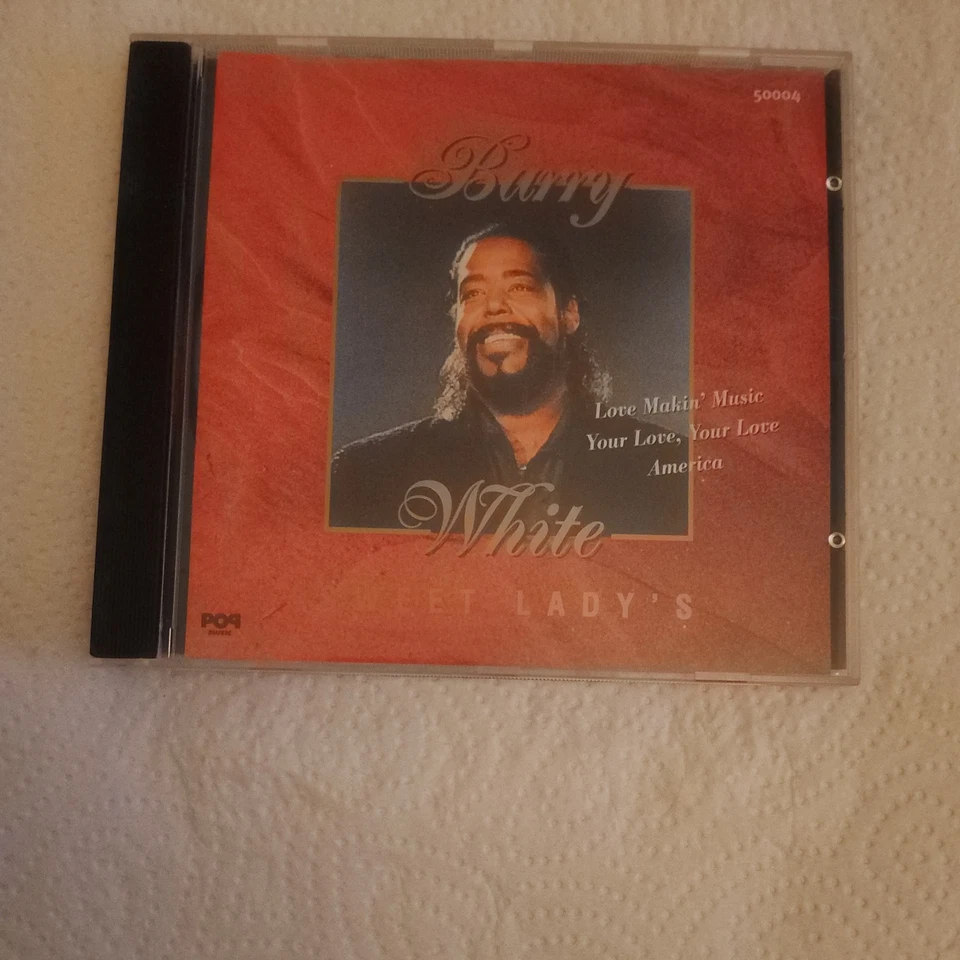 50004
Barry
Love Makin' Music
Your Love, Your Love
America
White
LADY'S
POP